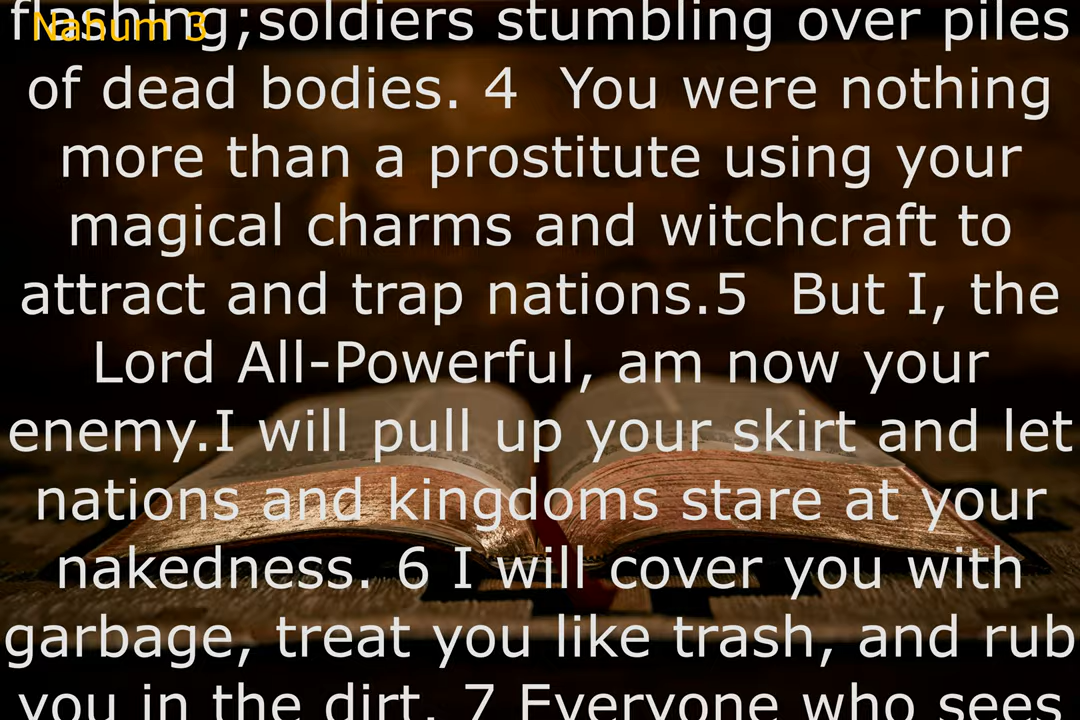 Nahum 3
flashing;soldiers stumbling over piles
of dead bodies. 4  You were nothing
more than a prostitute using your
magical charms and witchcraft to
attract and trap nations.5  But I, the
Lord All-Powerful, am now your
enemy.I will pull up your skirt and let
nations and kingdoms stare at your
nakedness. 6 I will cover you with
garbage, treat you like trash, and rub
you in the dirt. 7 Everyone who sees